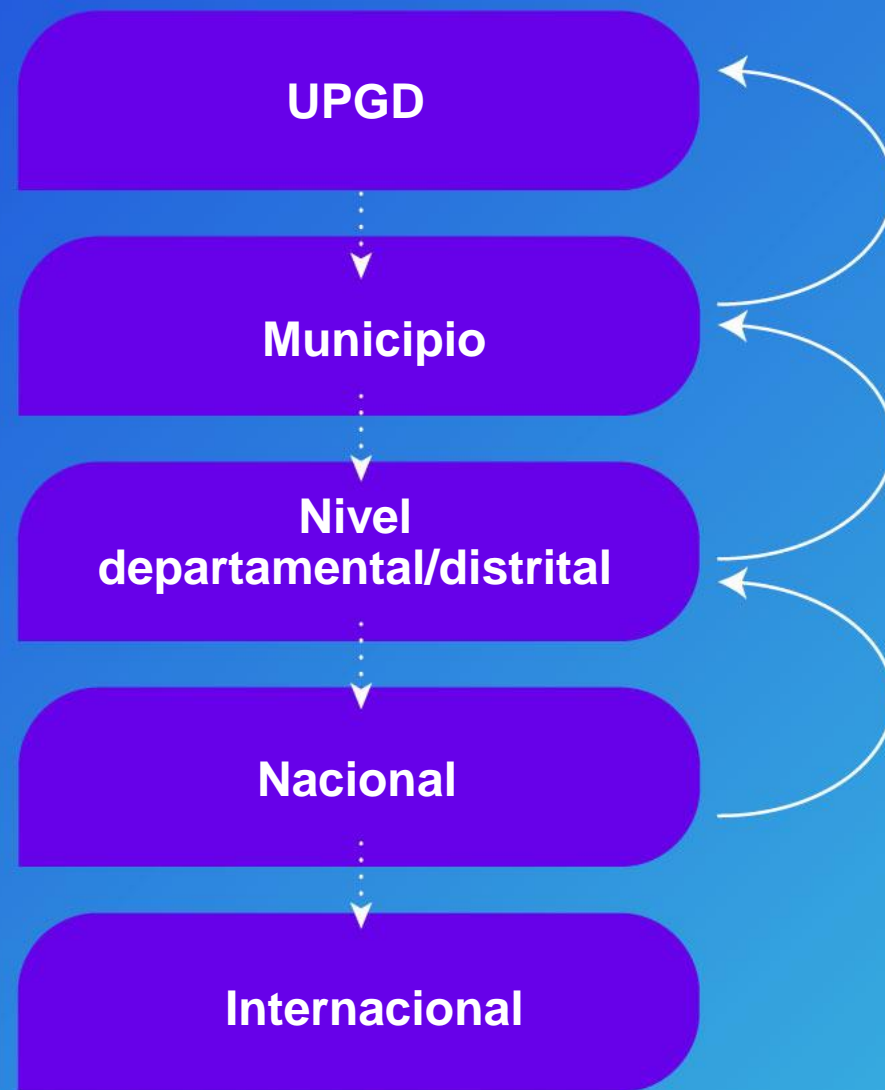 UPGD
Municipio
Nivel
departamental/distrital
Nacional
Internacional